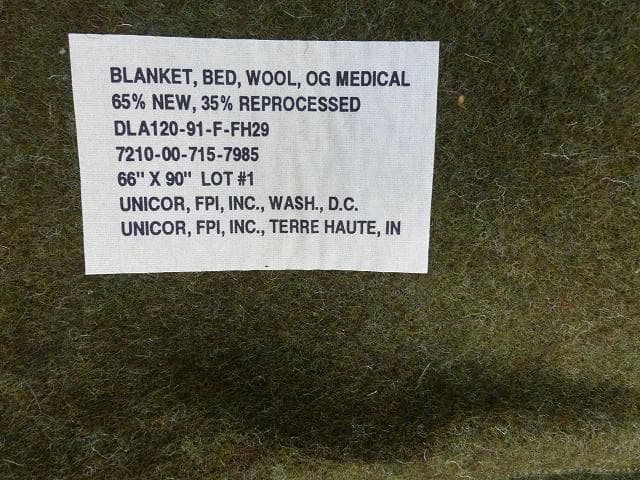 BLANKET, BED, WOOL, OG MEDICAL
65% NEW, 35% REPROCESSED
DLA120-91-F-FH29
7210-00-715-7985
66" X 90" LOT #1
UNICOR, FPI, INC., WASH., D.C.
UNICOR, FPI, INC., TERRE HAUTE, IN